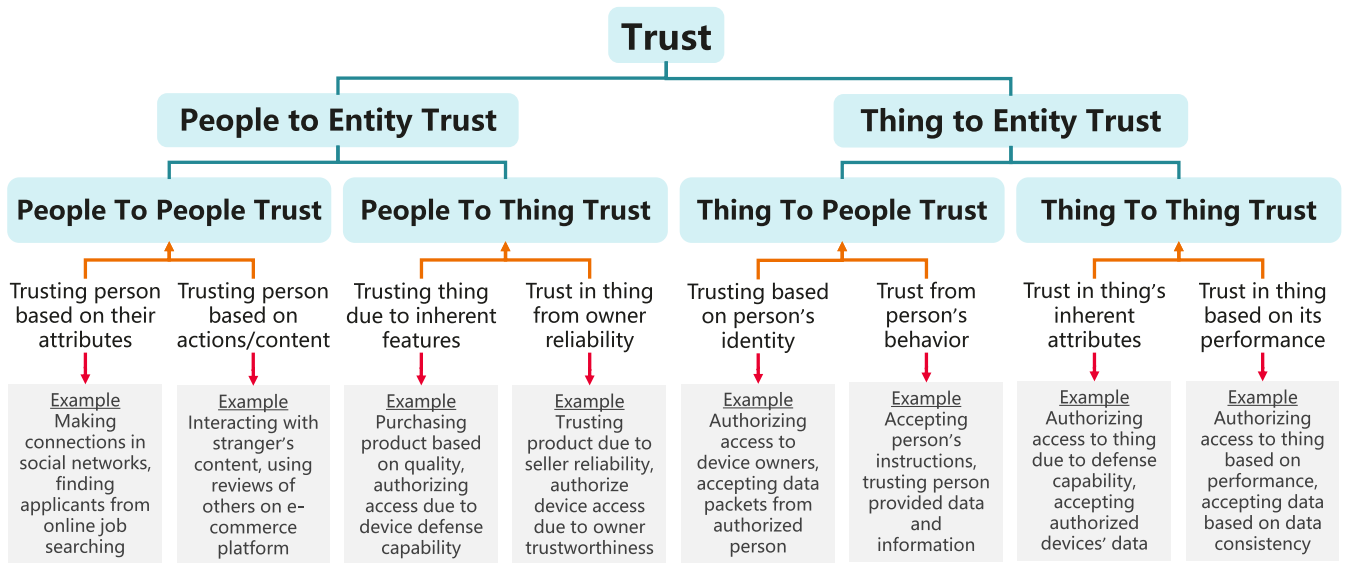 Trust
People to Entity Trust
Thing to Entity Trust
People To People Trust
People To Thing Trust
Thing To People Trust
Thing To Thing Trust
Trusting person
based on their
attributes
Trusting person
based on
actions/content
Trusting thing
due to inherent
features
Trust in thing
from owner
reliability
Trusting based
on person's
identity
Trust from
person's
behavior
Trust in thing's
inherent
attributes
Trust in thing
based on its
performance
Example
Making
connections in
social networks,
finding
applicants from
online job
searching
Example
Interacting with
stranger's
content, using
reviews of
others on e-
commerce
platform
Example
Purchasing
product based
on quality,
authorizing
access due to
device defense
capability
Example
Trusting
product due to
seller reliability,
authorize
device access
due to owner
trustworthiness
Example
Authorizing
access to
device owners,
accepting data
packets from
authorized
person
Example
Accepting
person's
instructions,
trusting person
provided data
and
information
Example
Authorizing
access to thing
due to defense
capability,
accepting
authorized
devices' data
Example
Authorizing
access to thing
based on
performance,
accepting data
based on data
consistency